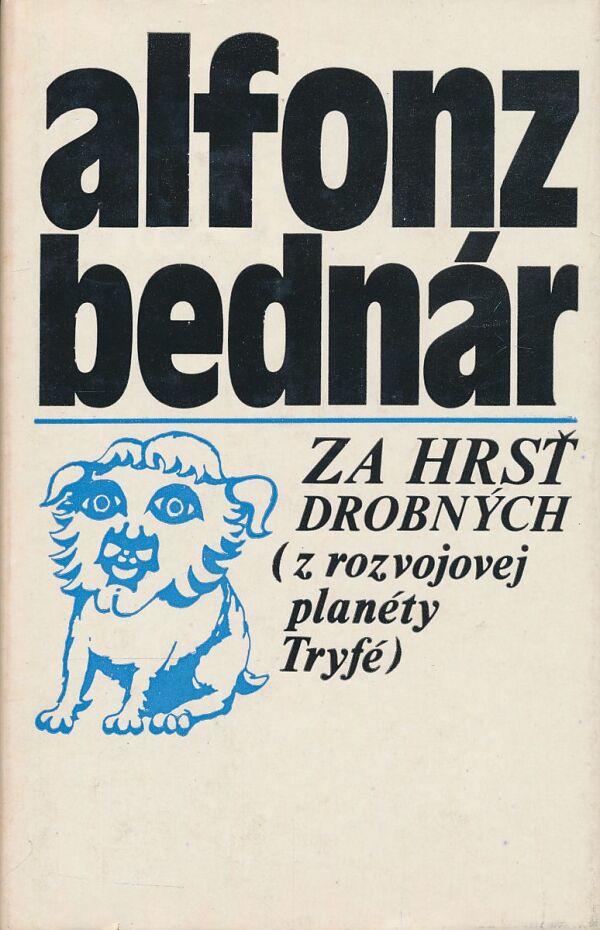 alfonz
bednár
ZA HRSŤ
DROBNÝCH
(z rozvojovej
planéty
Tryfé)